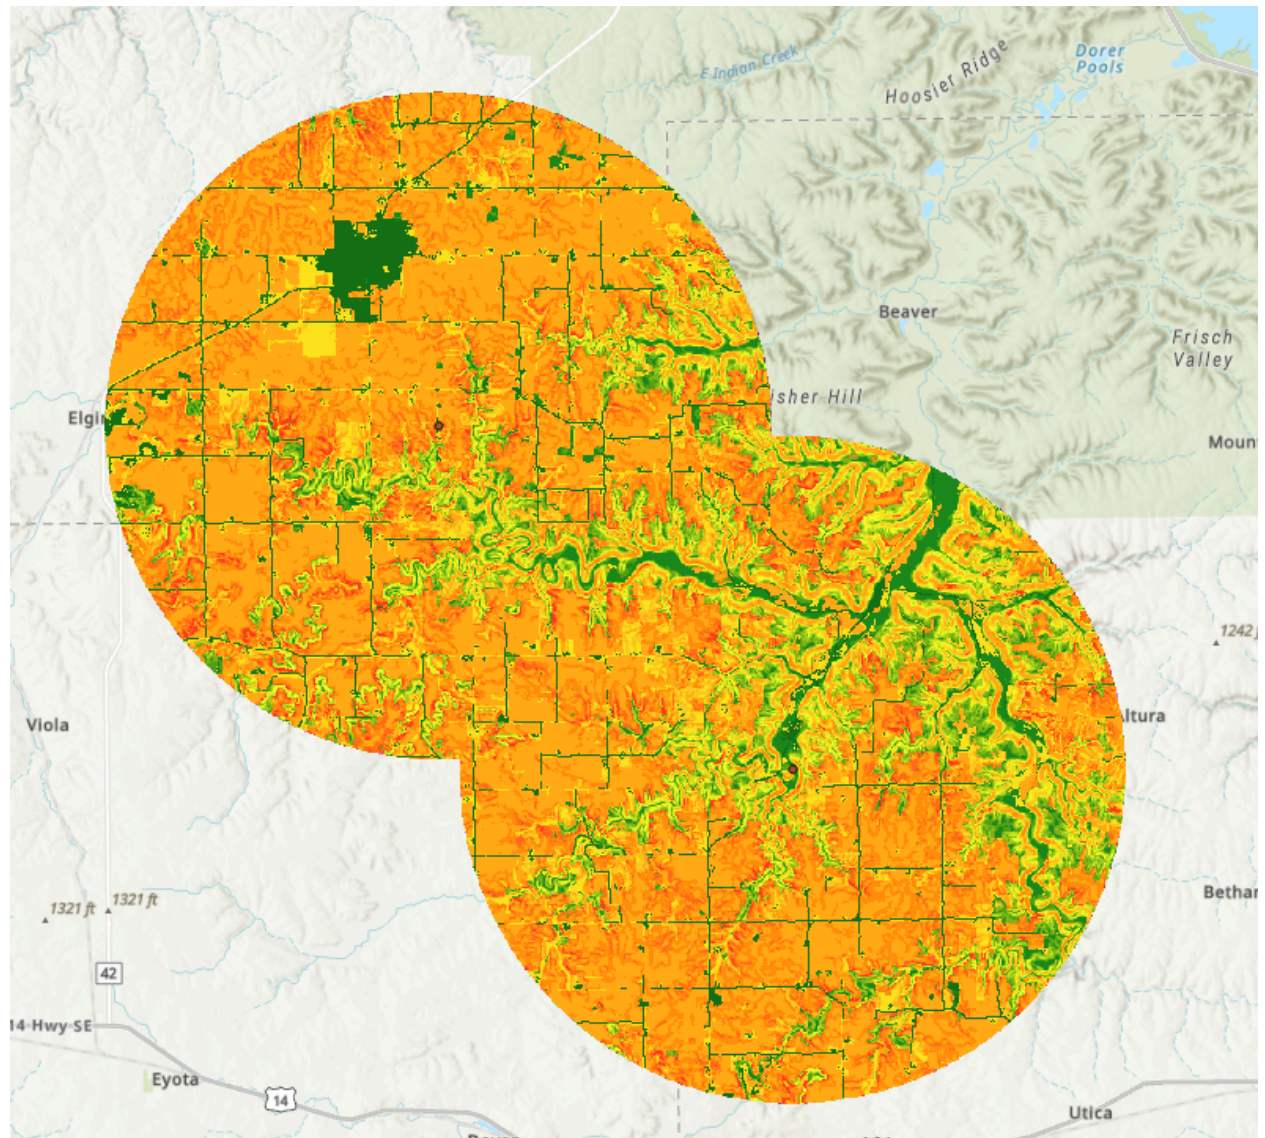 E Indian Creek
Hoosier Ridge
Dorer
Pools
Beaver
Frisch
Valley
isher Hill
Elgi
Moun
Viola
1242
ltura
Bethar
1321 ft
1321 ft
42
14 Hwy SE
Eyota
14
Utica